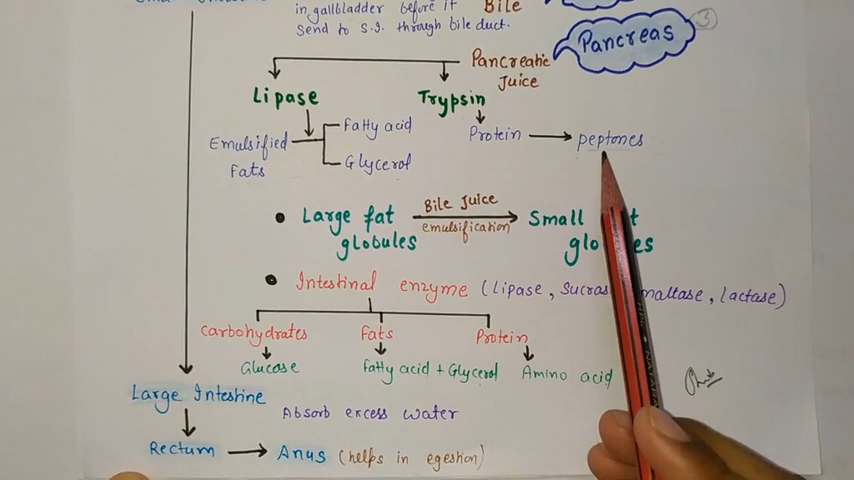 in gallbladder before it Bile
send to S.I. through bile duct.
Pancreas
3
Pancreatic
Juice
Lipase
Trypsin
Emulsified
Fats
Fatty acid
Glycerol
Protein → peptones
Large fat
globules
Bile Juice
emulsification
Small
Intestinal enzyme (Lipase, maltase, lactase)
Carbohydrates Fats Protein
Glucose Fatty acid + Glycerol Amino acid
Large Intestine
Absorb excess water
Rectum → Anus (helps in egestion)